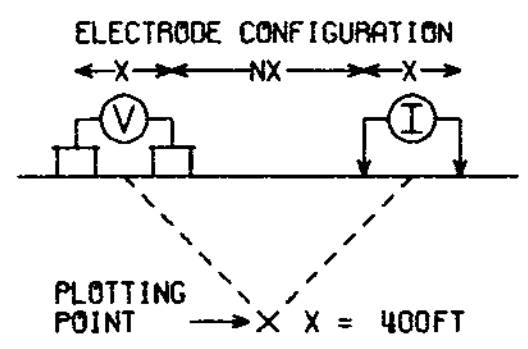 ELECTRODE CONFIGURATION
X NX X
V I
PLOTTING
POINT X X = 400FT